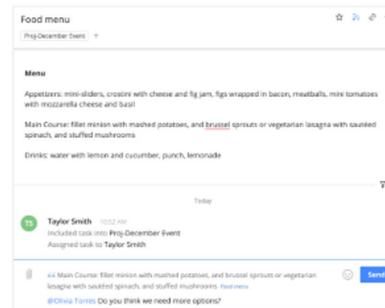 Food menu
Proj-December Event +
Menu
Appetizers: mini-sliders, crostini with cheese and fig jam, figs wrapped in bacon, meatballs, mini tomatoes
with mozzarella cheese and basil
Main Course: fillet minion with mashed potatoes, and brussel sprouts or vegetarian lasagna with sautéed
spinach, and stuffed mushrooms
Drinks: water with lemon and cucumber, punch, lemonade
Today
TS Taylor Smith 10:52 AM
Included task into Proj-December Event
Assigned task to Taylor Smith
Main Course: fillet minion with mashed potatoes, and brussel sprouts or vegetarian
lasagna with sautéed spinach, and stuffed mushrooms Food menu
Send
@Olivia Torres Do you think we need more options?